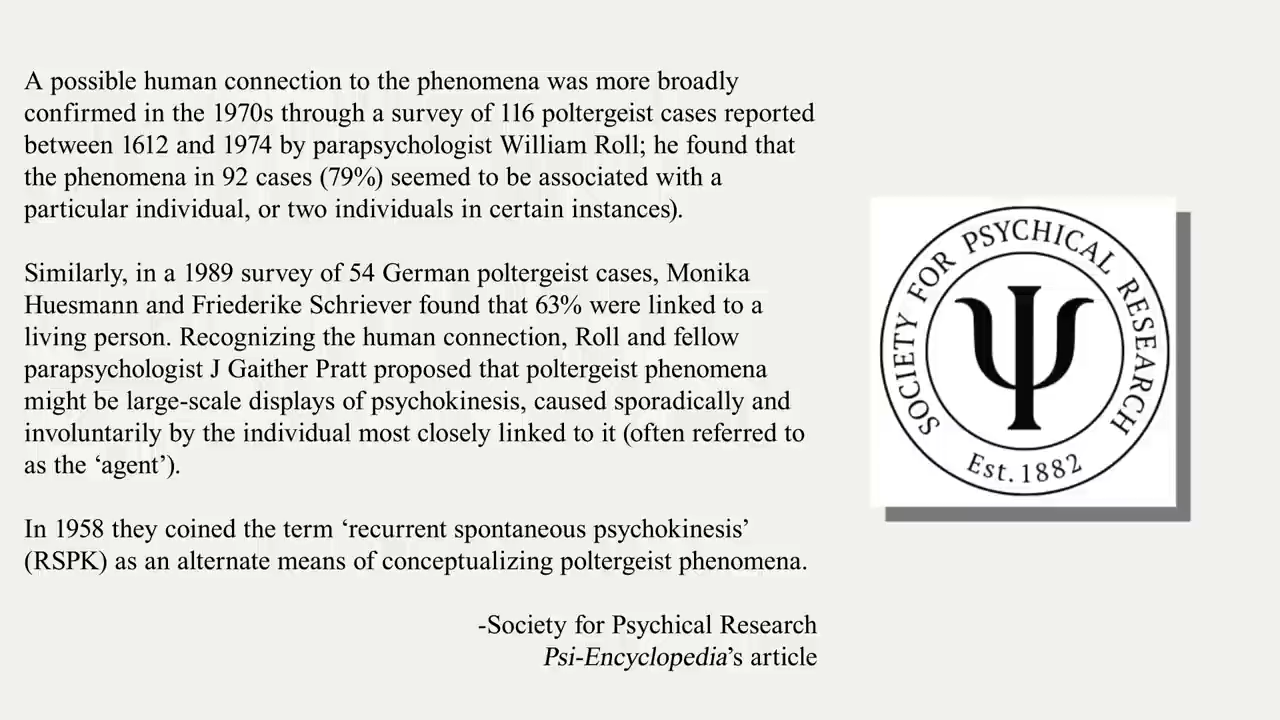 A possible human connection to the phenomena was more broadly
confirmed in the 1970s through a survey of 116 poltergeist cases reported
between 1612 and 1974 by parapsychologist William Roll; he found that
the phenomena in 92 cases (79%) seemed to be associated with a
particular individual, or two individuals in certain instances).
Similarly, in a 1989 survey of 54 German poltergeist cases, Monika
Huesmann and Friederike Schriever found that 63% were linked to a
living person. Recognizing the human connection, Roll and fellow
parapsychologist J Gaither Pratt proposed that poltergeist phenomena
might be large-scale displays of psychokinesis, caused sporadically and
involuntarily by the individual most closely linked to it (often referred to
as the ‘agent’).
In 1958 they coined the term ‘recurrent spontaneous psychokinesis’
(RSPK) as an alternate means of conceptualizing poltergeist phenomena.
-Society for Psychical Research
Psi-Encyclopedia’s article
SOCIETY FOR PSYCHICAL RESEARCH
Ψ
Est. 1882